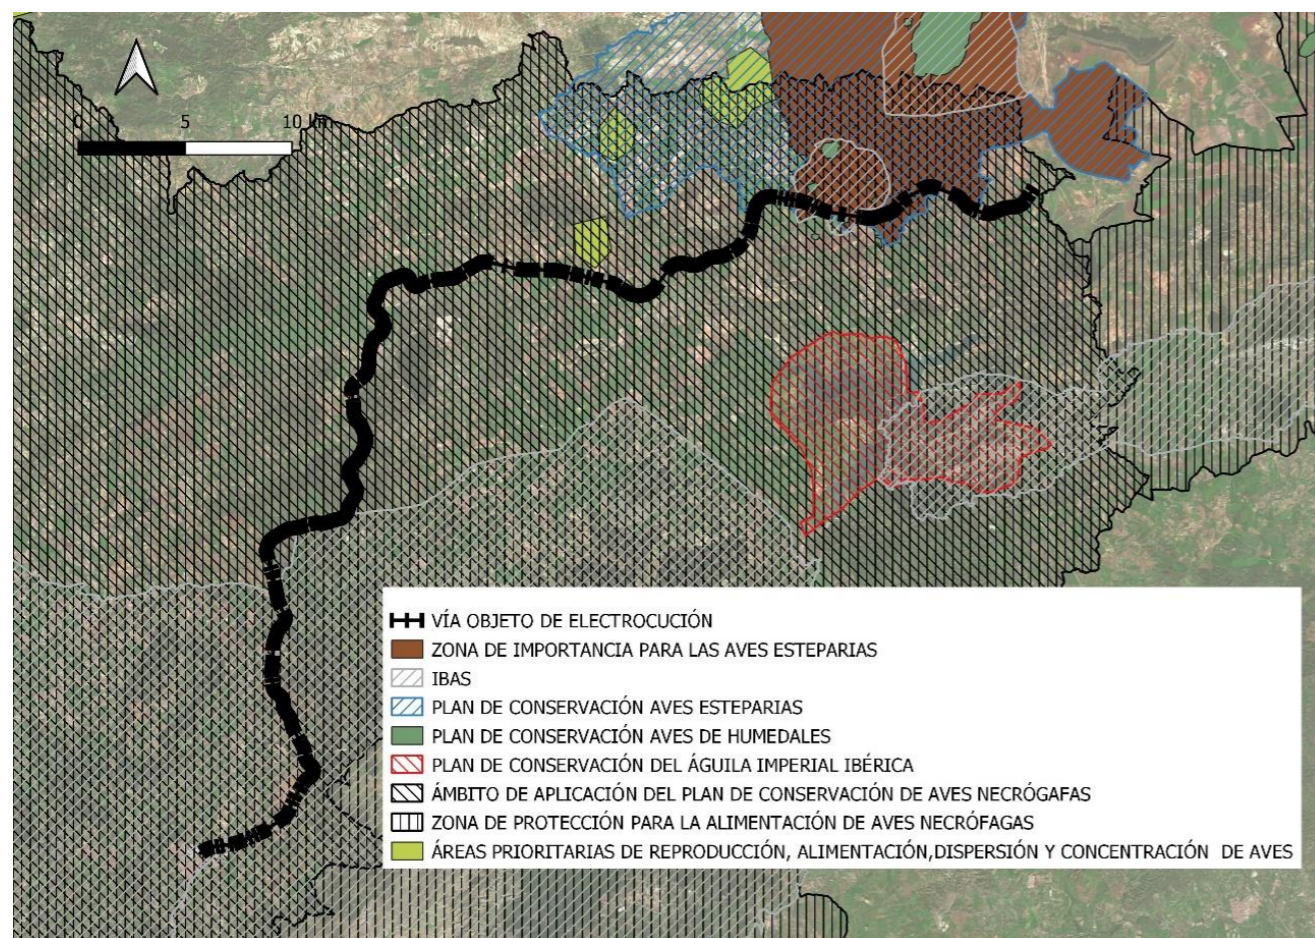 0 5 10 km
VÍA OBJETO DE ELECTROCUCIÓN
ZONA DE IMPORTANCIA PARA LAS AVES ESTEPARIAS
IBAS
PLAN DE CONSERVACIÓN AVES ESTEPARIAS
PLAN DE CONSERVACIÓN AVES DE HUMEDALES
PLAN DE CONSERVACIÓN DEL ÁGUILA IMPERIAL IBÉRICA
ÁMBITO DE APLICACIÓN DEL PLAN DE CONSERVACIÓN DE AVES NECRÓGAFAS
ZONA DE PROTECCIÓN PARA LA ALIMENTACIÓN DE AVES NECRÓFAGAS
ÁREAS PRIORITARIAS DE REPRODUCCIÓN, ALIMENTACIÓN,DISPERSIÓN Y CONCENTRACIÓN DE AVES